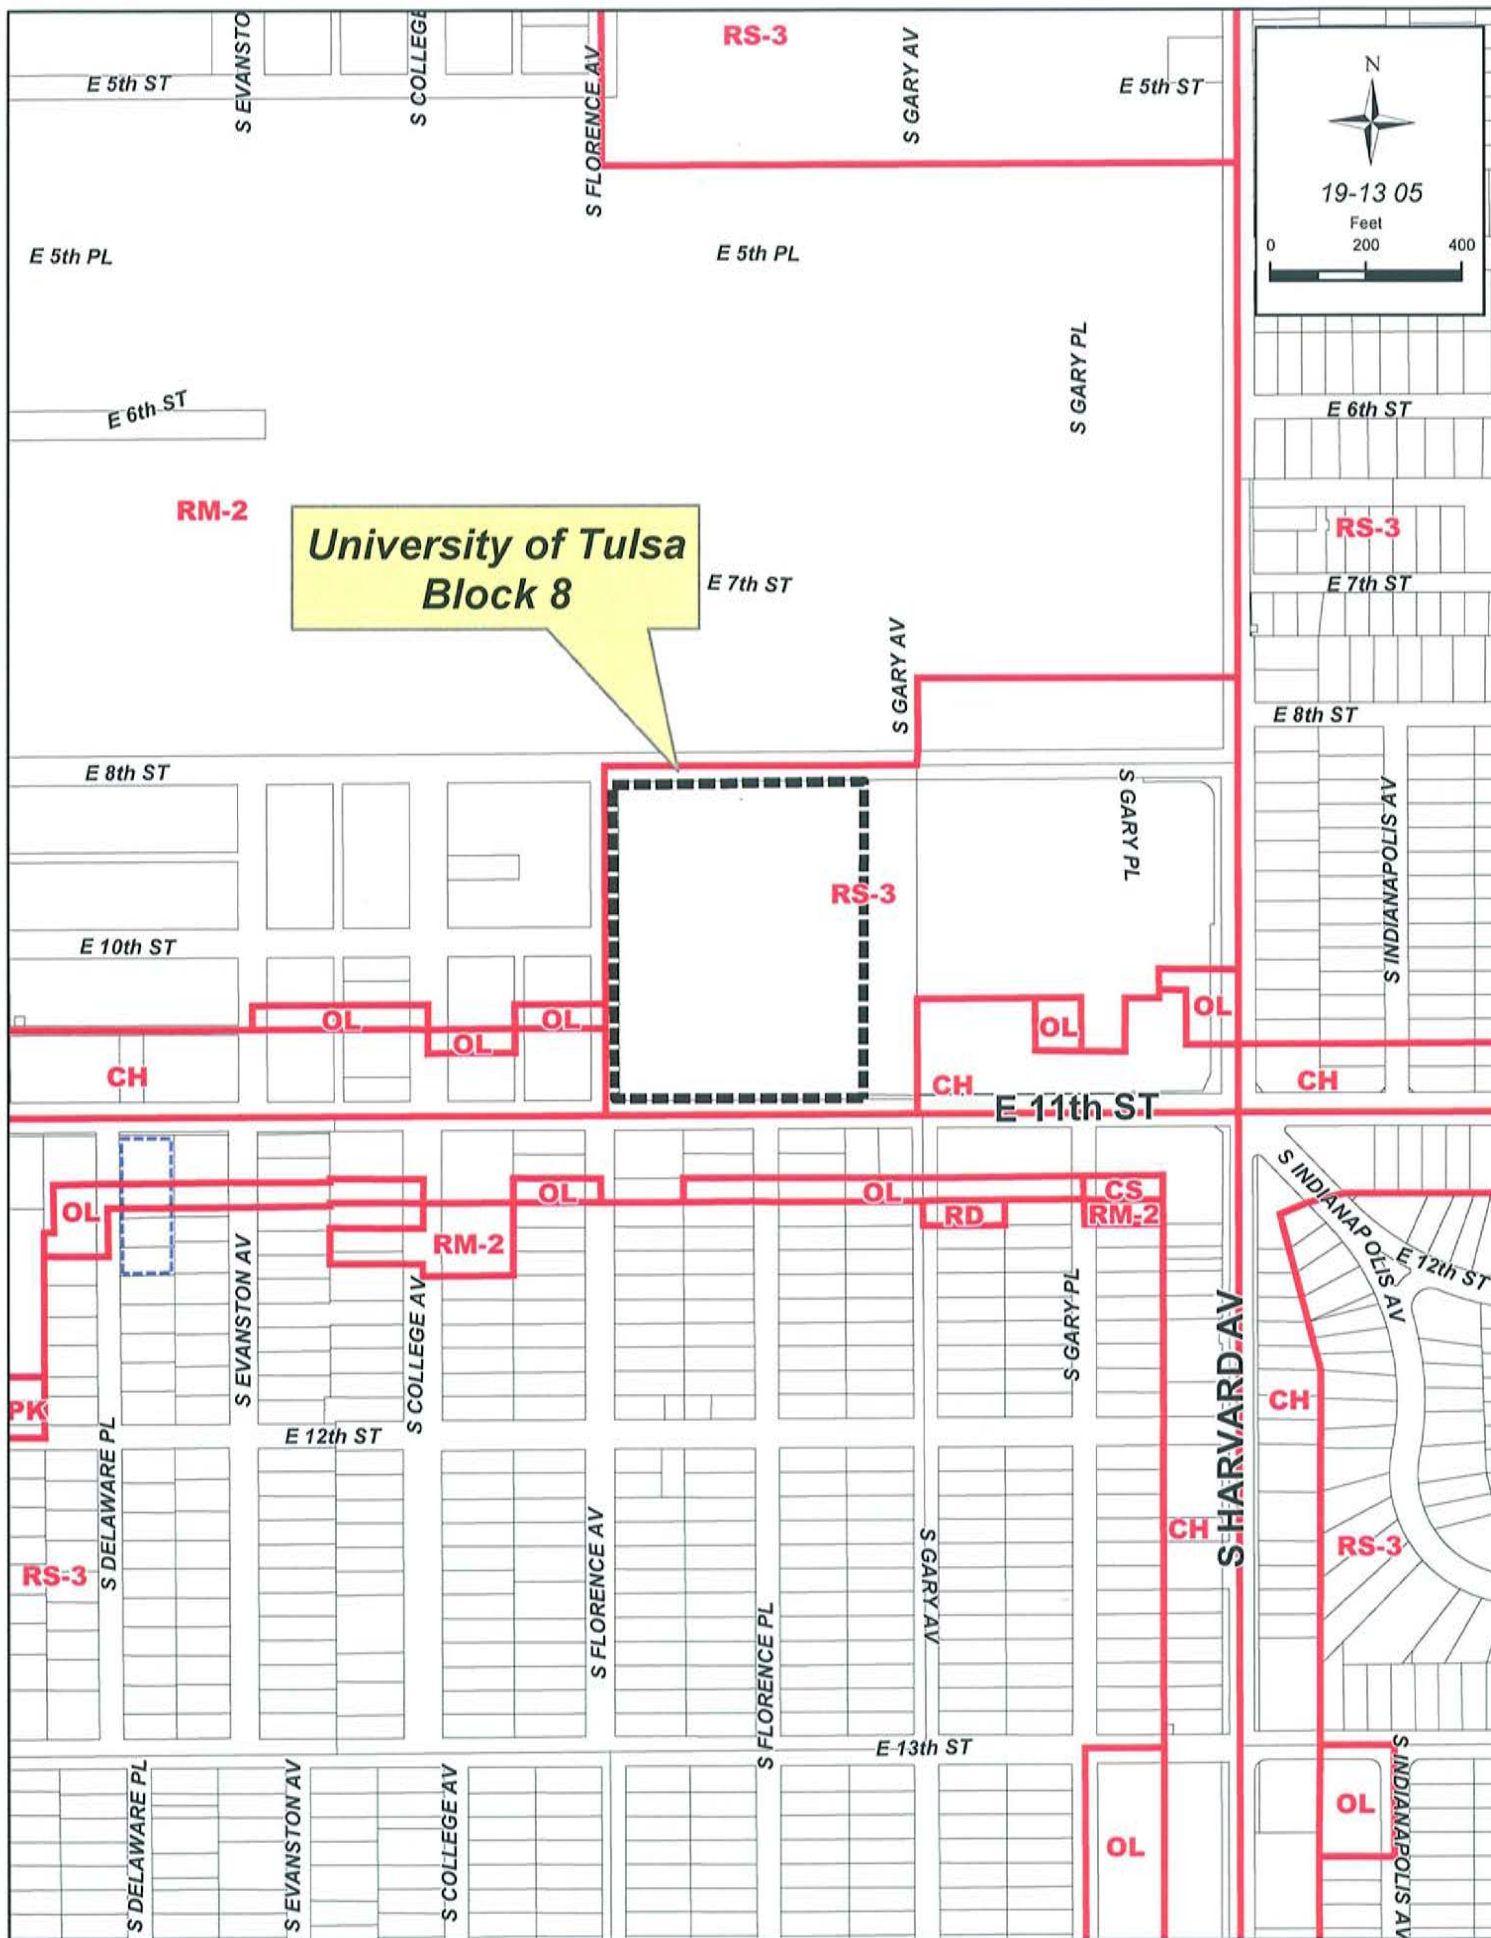 S EVANSTO
S COLLEGE
RS-3
S GARY AV
E 5th ST
S FLORENCE AV
E 5th ST
N
19-13 05
Feet
0 200 400
E 5th PL
E 5th PL
S GARY PL
E 6th ST
E 6th ST
RM-2
RS-3
University of Tulsa
Block 8
E 7th ST
E 7th ST
S GARY AV
E 8th ST
E 8th ST
S GARY PL
S INDIANAPOLIS AV
RS-3
E 10th ST
OL
OL
OL
OL
OL
CH
CH
CH
E 11th ST
S INDIANAPOLIS AV
OL
OL
OL
CS
RD
RM-2
RM-2
E 12th ST
S EVANSTON AV
S COLLEGE AV
S GARY PL
S HARVARD AV
CH
PK
E 12th ST
S DELAWARE PL
S FLORENCE AV
S GARY AV
CH
RS-3
RS-3
S FLORENCE PL
E 13th ST
S DELAWARE PL
S EVANSTON AV
S COLLEGE AV
OL
OL
S INDIANAPOLIS AV